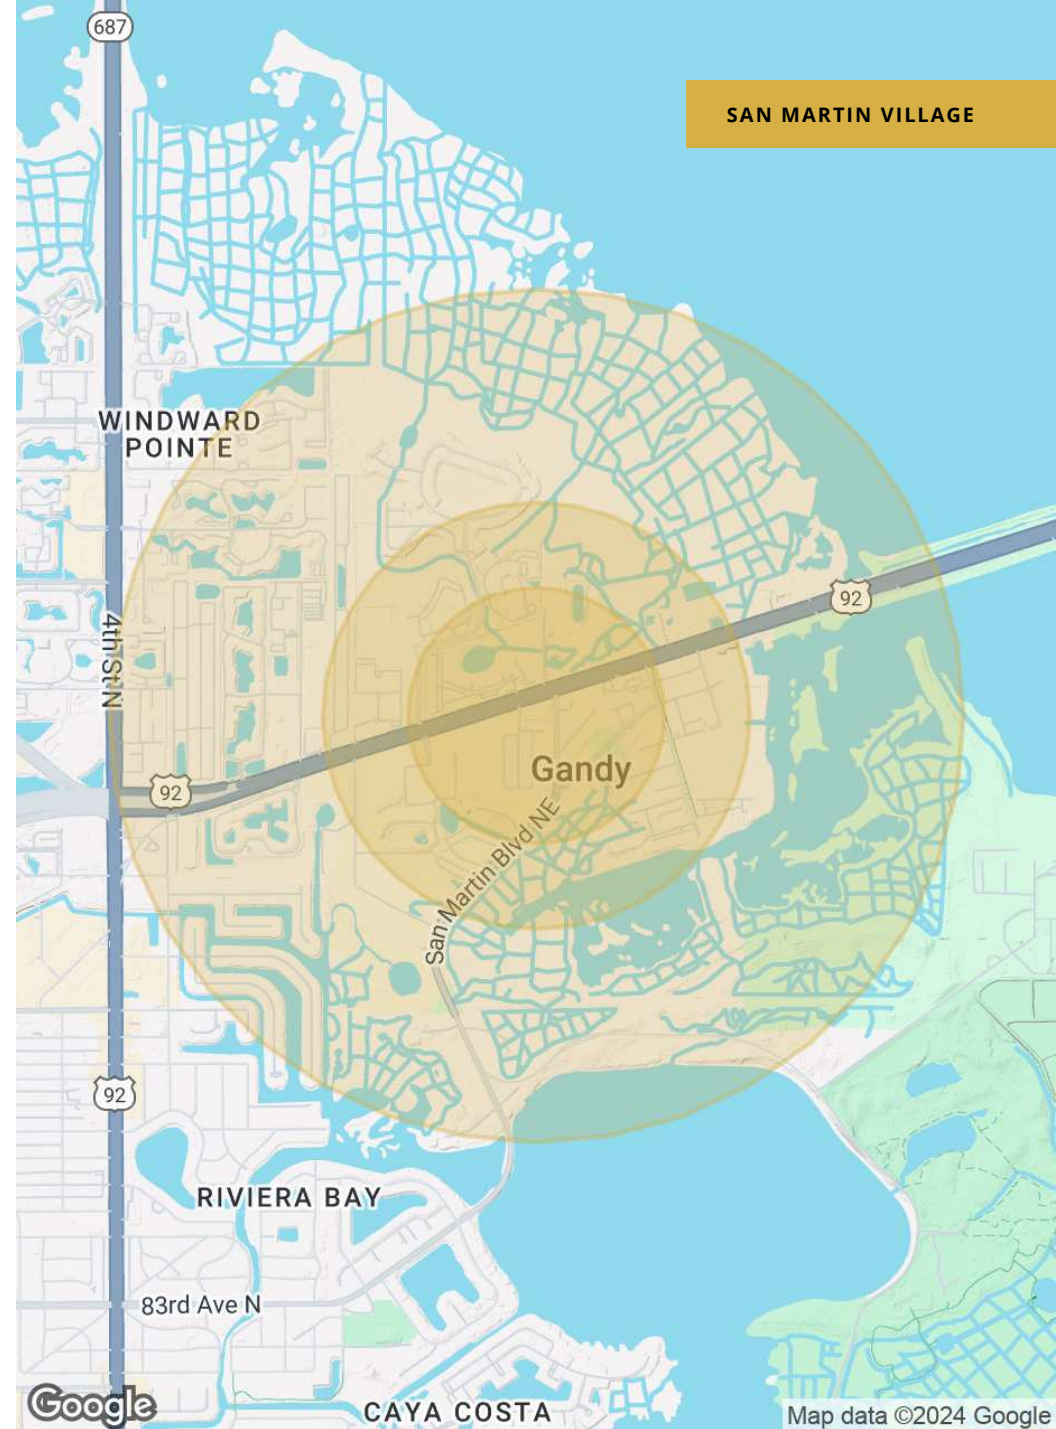 687
SAN MARTIN VILLAGE
WINDWARD
POINTE
92
4th St N
Gandy
92
San Martin Blvd NE
92
RIVIERA BAY
83rd Ave N
Google
CAYA COSTA
Map data ©2024 Google